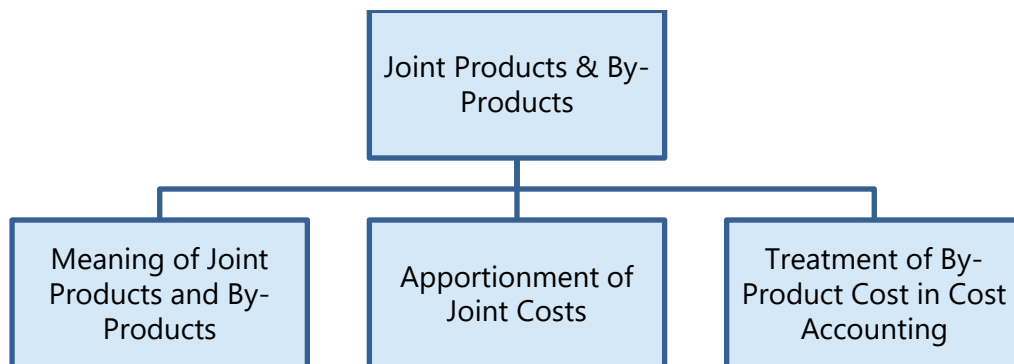 Joint Products & By-
Products
Meaning of Joint
Products and By-
Products
Apportionment of
Joint Costs
Treatment of By-
Product Cost in Cost
Accounting